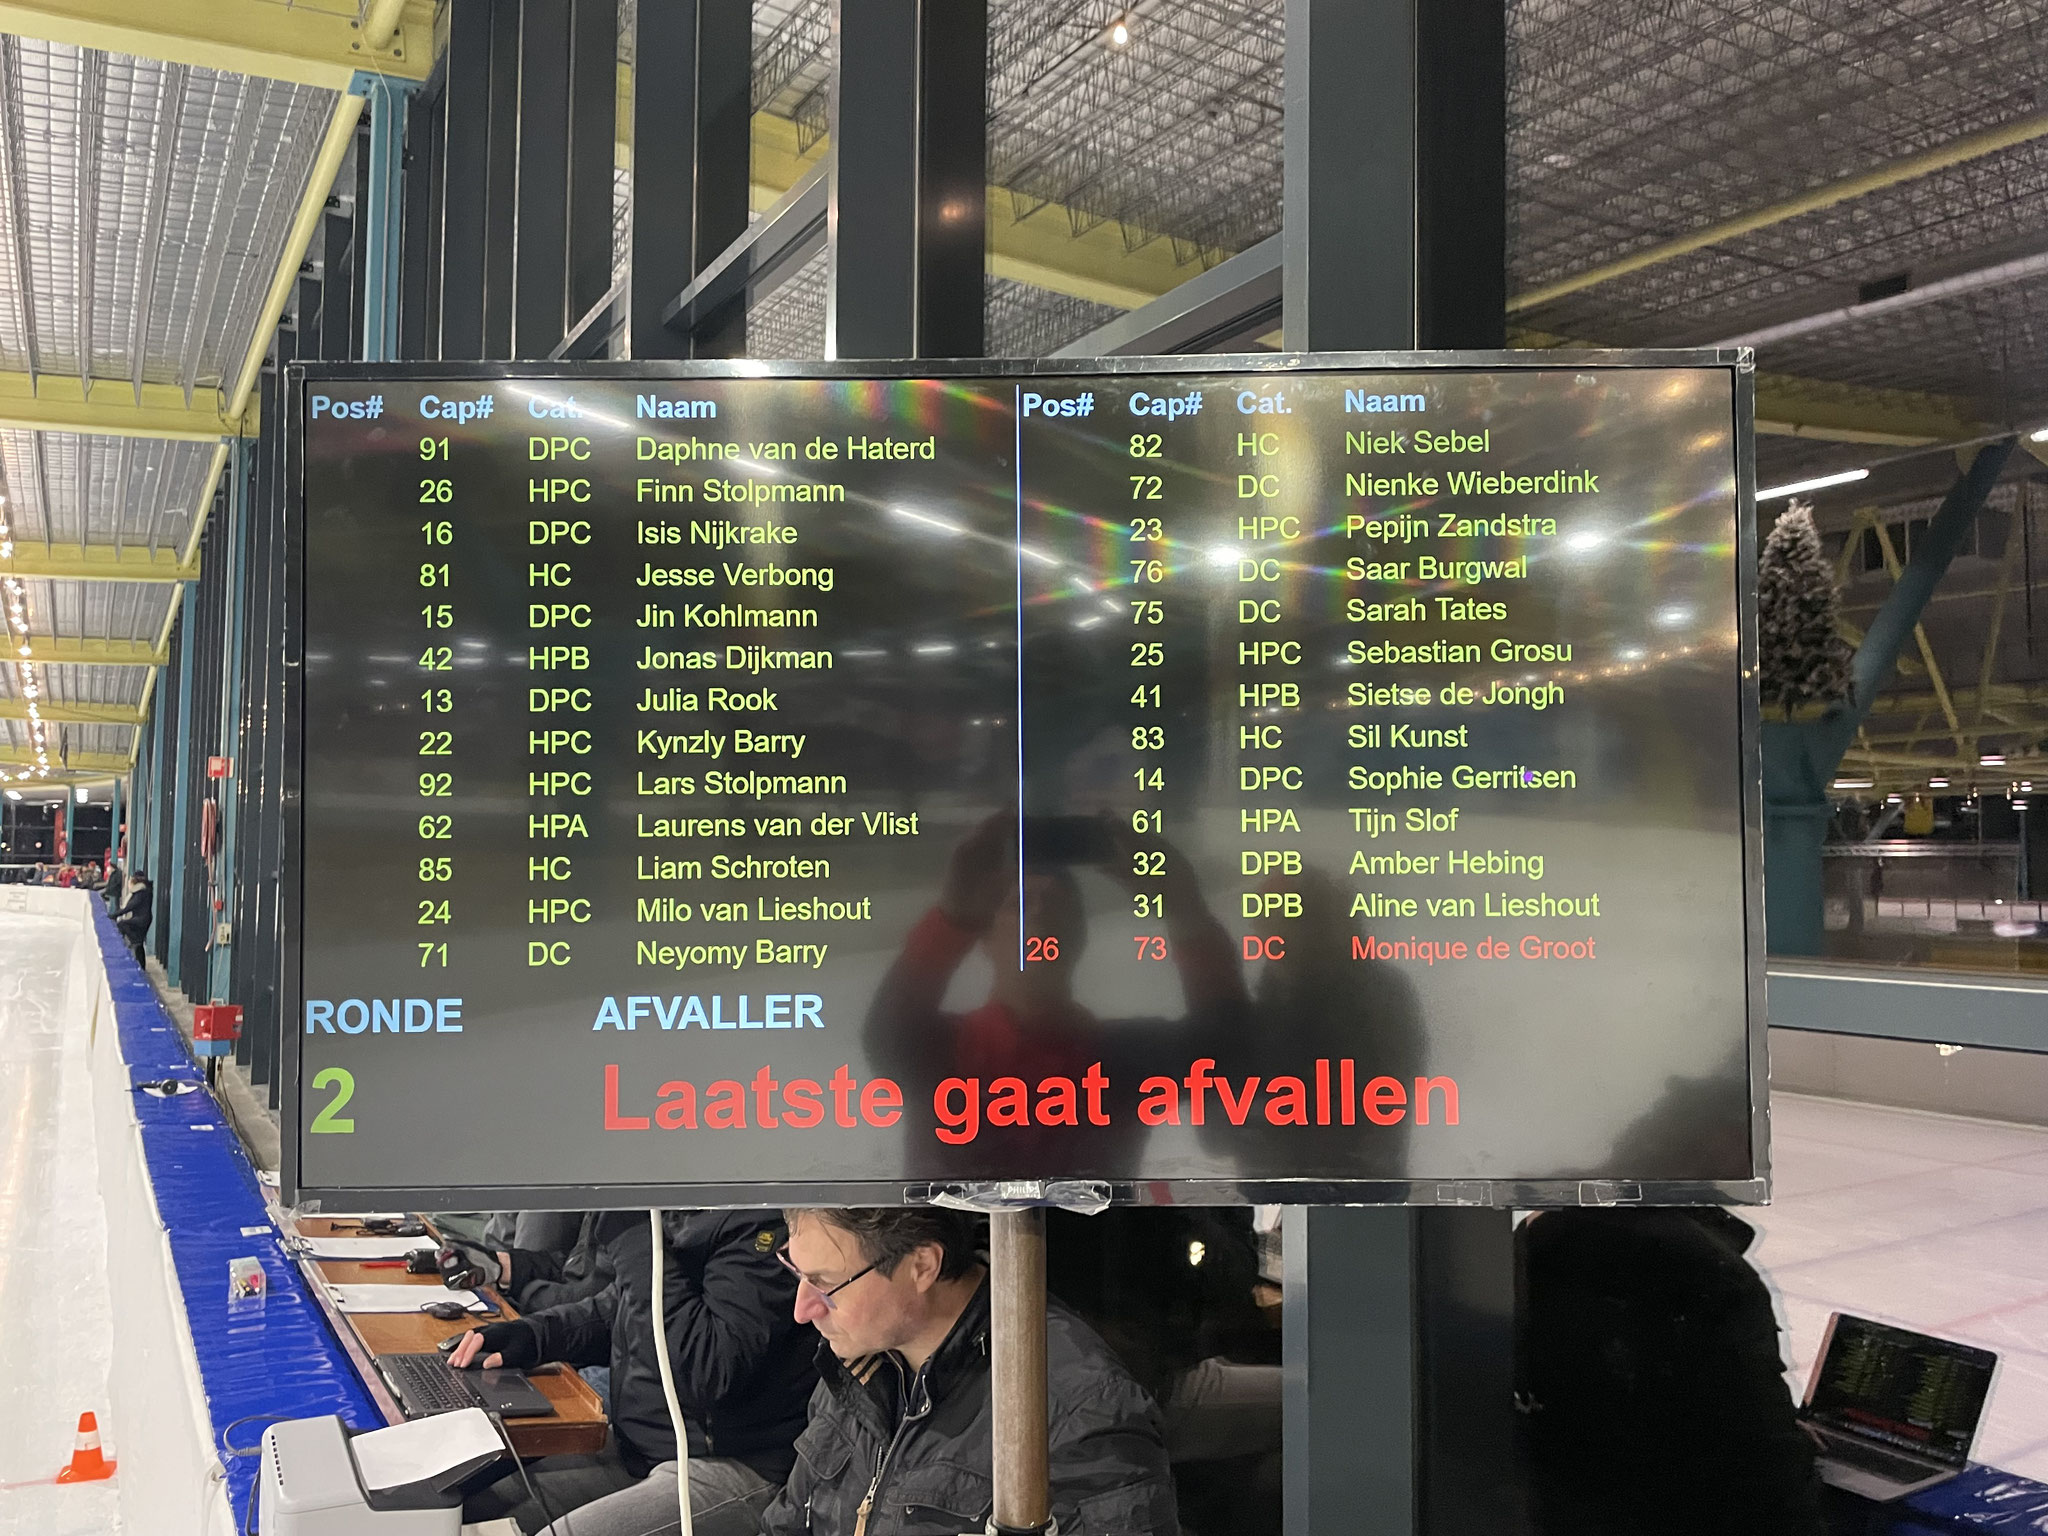 Pos# Cap# Cat. Naam
91 DPC Daphne van de Haterd
26 HPC Finn Stolpmann
16 DPC Isis Nijkrake
81 HC Jesse Verbong
15 DPC Jin Kohlmann
42 HPB Jonas Dijkman
13 DPC Julia Rook
22 HPC Kynzly Barry
92 HPC Lars Stolpmann
62 HPA Laurens van der Vlist
85 HC Liam Schroten
24 HPC Milo van Lieshout
71 DC Neyomy Barry
Pos# Cap# Cat. Naam
82 HC Niek Sebel
72 DC Nienke Wieberdink
23 HPC Pepijn Zandstra
76 DC Saar Burgwal
75 DC Sarah Tates
25 HPC Sebastian Grosu
41 HPB Sietse de Jongh
83 HC Sil Kunst
14 DPC Sophie Gerritsen
61 HPA Tijn Slof
32 DPB Amber Hebing
31 DPB Aline van Lieshout
26 73 DC Monique de Groot
RONDE AFVALLER
2 Laatste gaat afvallen
PHILIPS